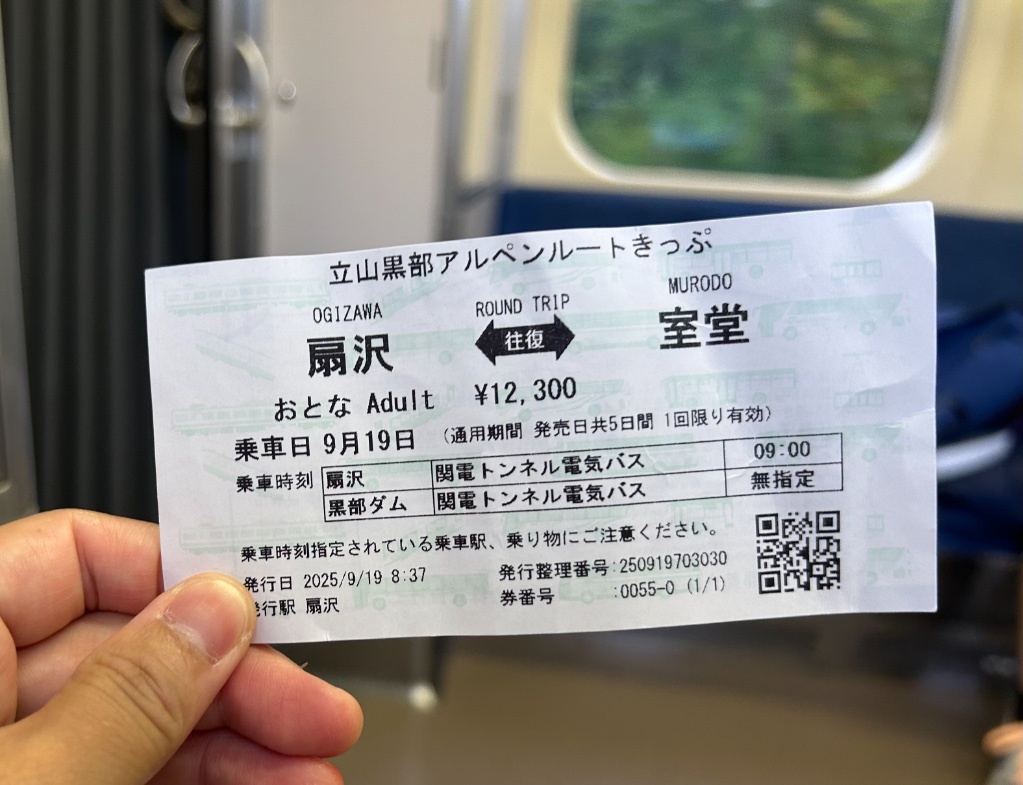 立山黒部アルペンルートきっぷ
OGIZAWA ROUND TRIP MURODO
扇沢 往復 室堂
おとな Adult ¥12,300
乗車日 9月19日 (通用期間 発売日共5日間 1回限り有効)
乗車時刻 扇沢 関電トンネル電気バス 09:00
黒部ダム 関電トンネル電気バス 無指定
乗車時刻指定されている乗車駅、乗り物にご注意ください。
発行日 2025/9/19 8:37 発行整理番号:250919703030
発行駅 扇沢 券番号 :0055-0 (1/1)